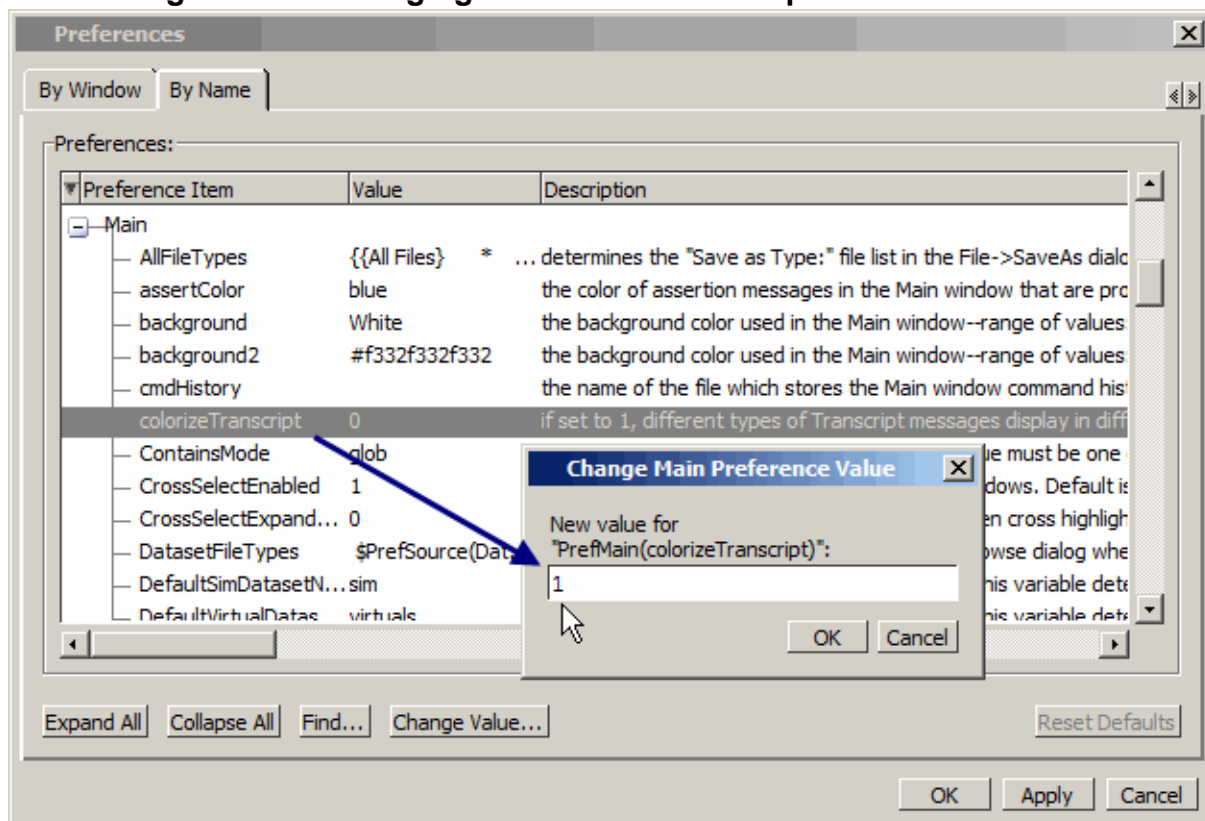 Preferences
By Window By Name
Preferences:
Preference Item Value Description
Main
AllFileTypes {{All Files} * ... determines the "Save as Type:" file list in the File->SaveAs dialo
assertColor blue the color of assertion messages in the Main window that are pro
background White the background color used in the Main window--range of values:
background2 #f332f332f332 the background color used in the Main window--range of values:
cmdHistory the name of the file which stores the Main window command his
colorizeTranscript 0 if set to 1, different types of Transcript messages display in diff
ContainsMode glob ue must be one
CrossSelectEnabled 1 dows. Default is
CrossSelectExpand... 0 en cross highligh
DatasetFileTypes $PrefSource(Dat owse dialog whe
DefaultSimDatasetN... sim his variable dete
DefaultVirtualDatas virtuals his variable dete
Change Main Preference Value
New value for
"PrefMain(colorizeTranscript)":
1
OK Cancel
Expand All Collapse All Find... Change Value... Reset Defaults
OK Apply Cancel